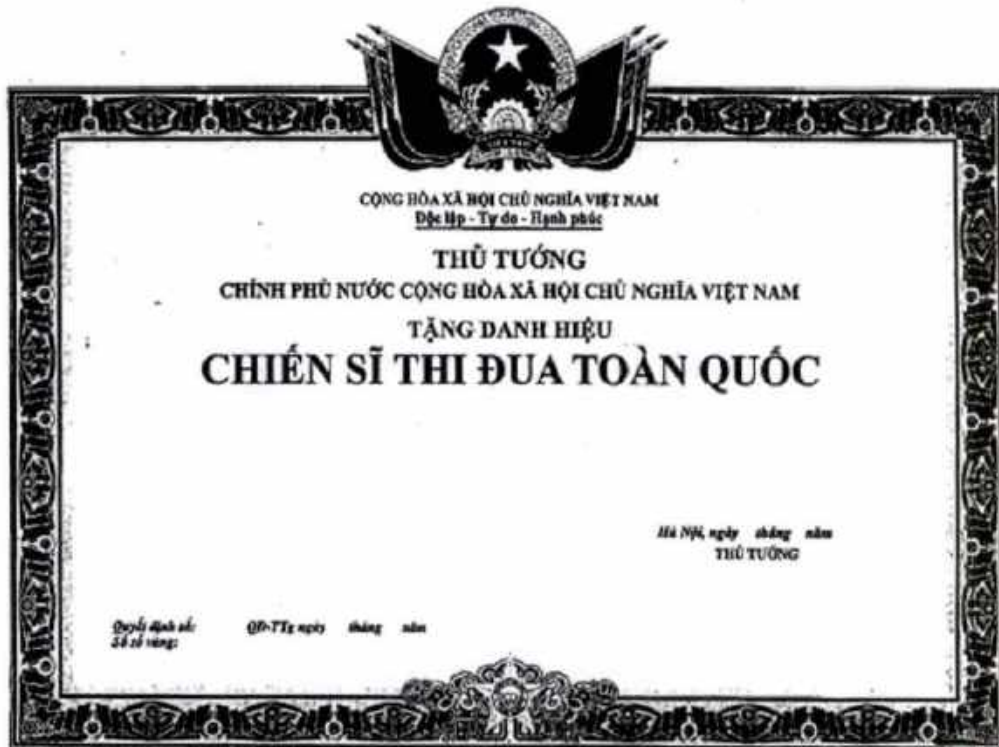 CỘNG HÒA XÃ HỘI CHỦ NGHĨA VIỆT NAM
Độc lập - Tự do - Hạnh phúc
THỦ TƯỚNG
CHÍNH PHỦ NƯỚC CỘNG HÒA XÃ HỘI CHỦ NGHĨA VIỆT NAM
TẶNG DANH HIỆU
CHIẾN SĨ THI ĐUA TOÀN QUỐC
Hà Nội, ngày tháng năm
THỦ TƯỚNG
Quyết định số: QĐ-TTg ngày tháng năm
Số sổ vàng: